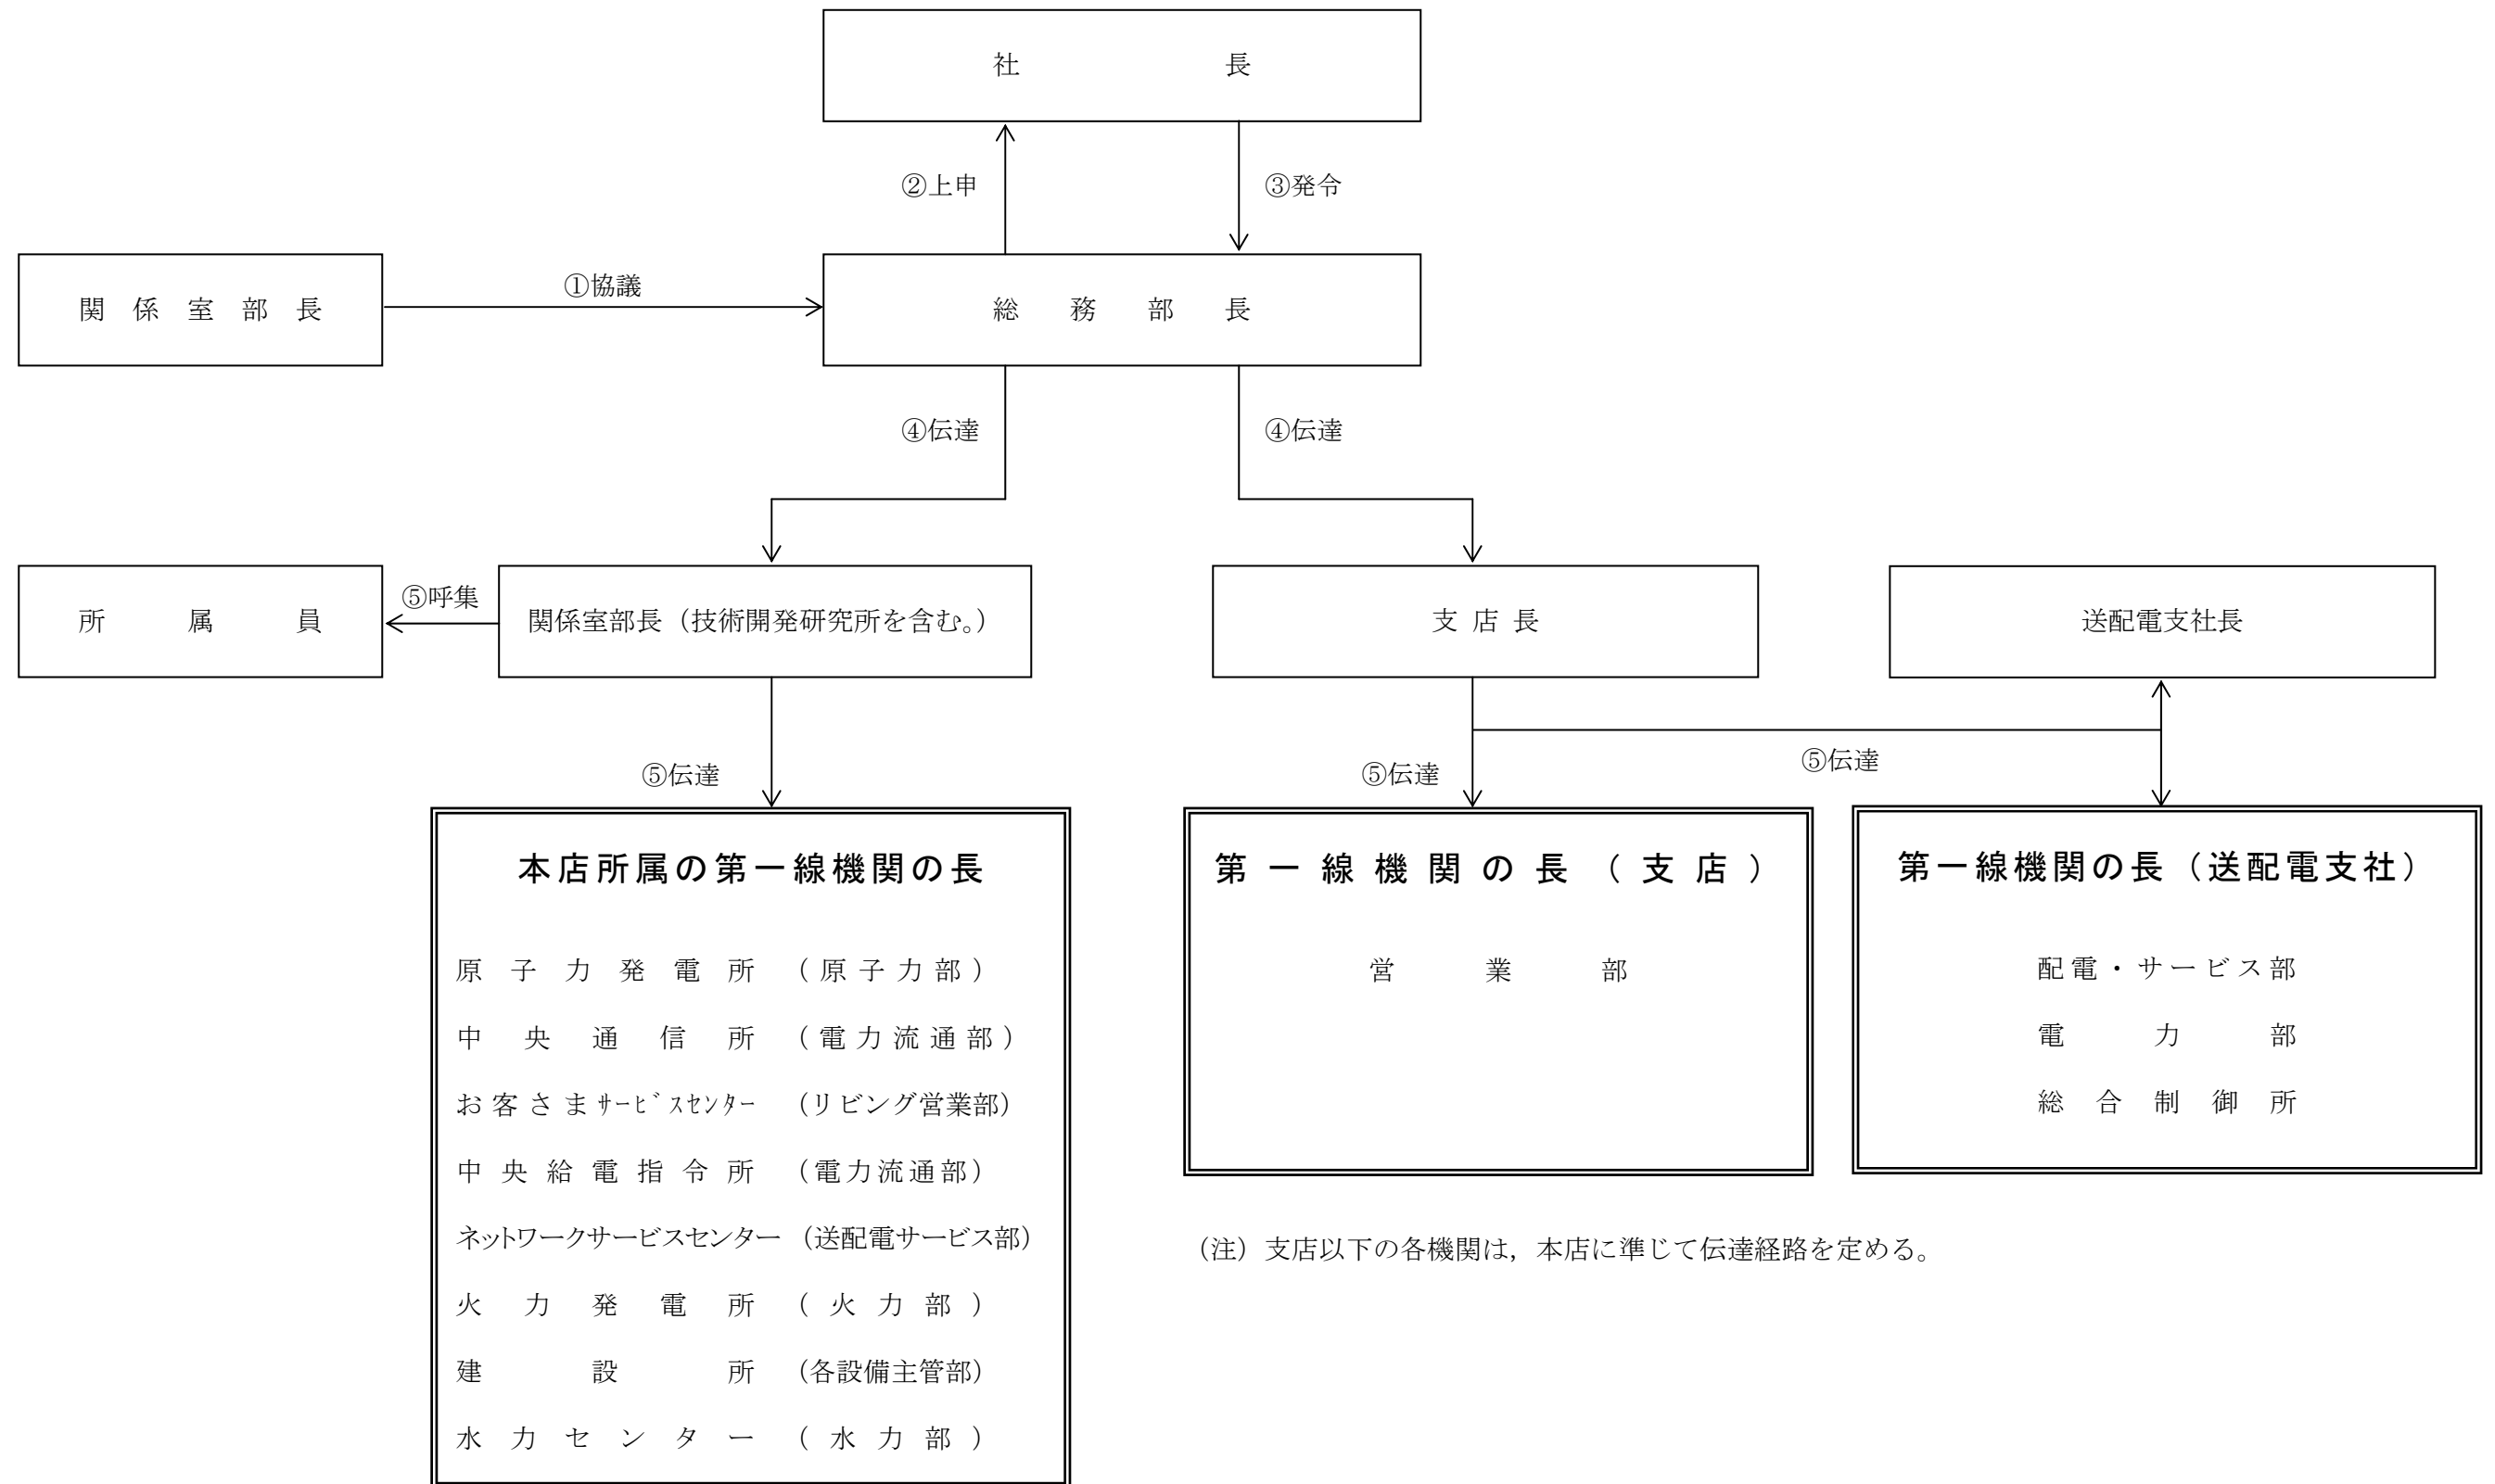 社長
②上申
③発令
関係室部長
①協議
総務部長
④伝達
④伝達
所属員
⑤呼集
関係室部長（技術開発研究所を含む。）
支店長
送配電支社長
⑤伝達
⑤伝達
⑤伝達
本店所属の第一線機関の長
原子力発電所（原子力部）
中央通信所（電力流通部）
お客さまｻｰﾋﾞｽｾﾝﾀｰ（リビング営業部）
中央給電指令所（電力流通部）
ネットワークサービスセンター（送配電サービス部）
火力発電所（火力部）
建設所（各設備主管部）
水力センター（水力部）
第一線機関の長（支店）
営業部
第一線機関の長（送配電支社）
配電・サービス部
電力部
総合制御所
（注）支店以下の各機関は，本店に準じて伝達経路を定める。